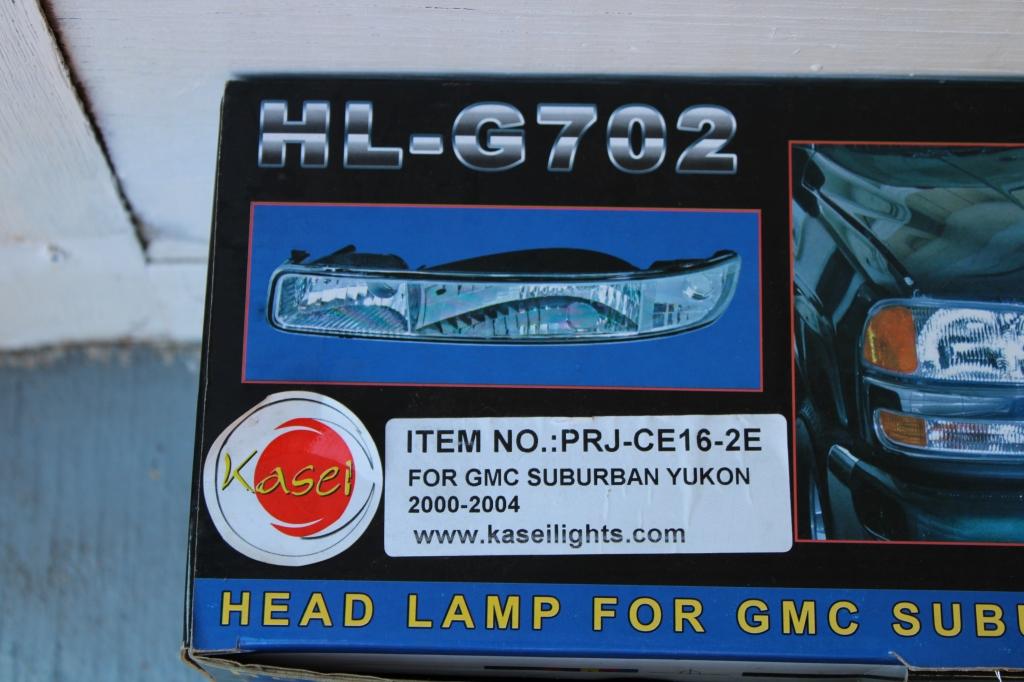 HL-G702
Kasei
ITEM NO.:PRJ-CE16-2E
FOR GMC SUBURBAN YUKON
2000-2004
www.kaseilights.com
HEAD LAMP FOR GMC SUBU